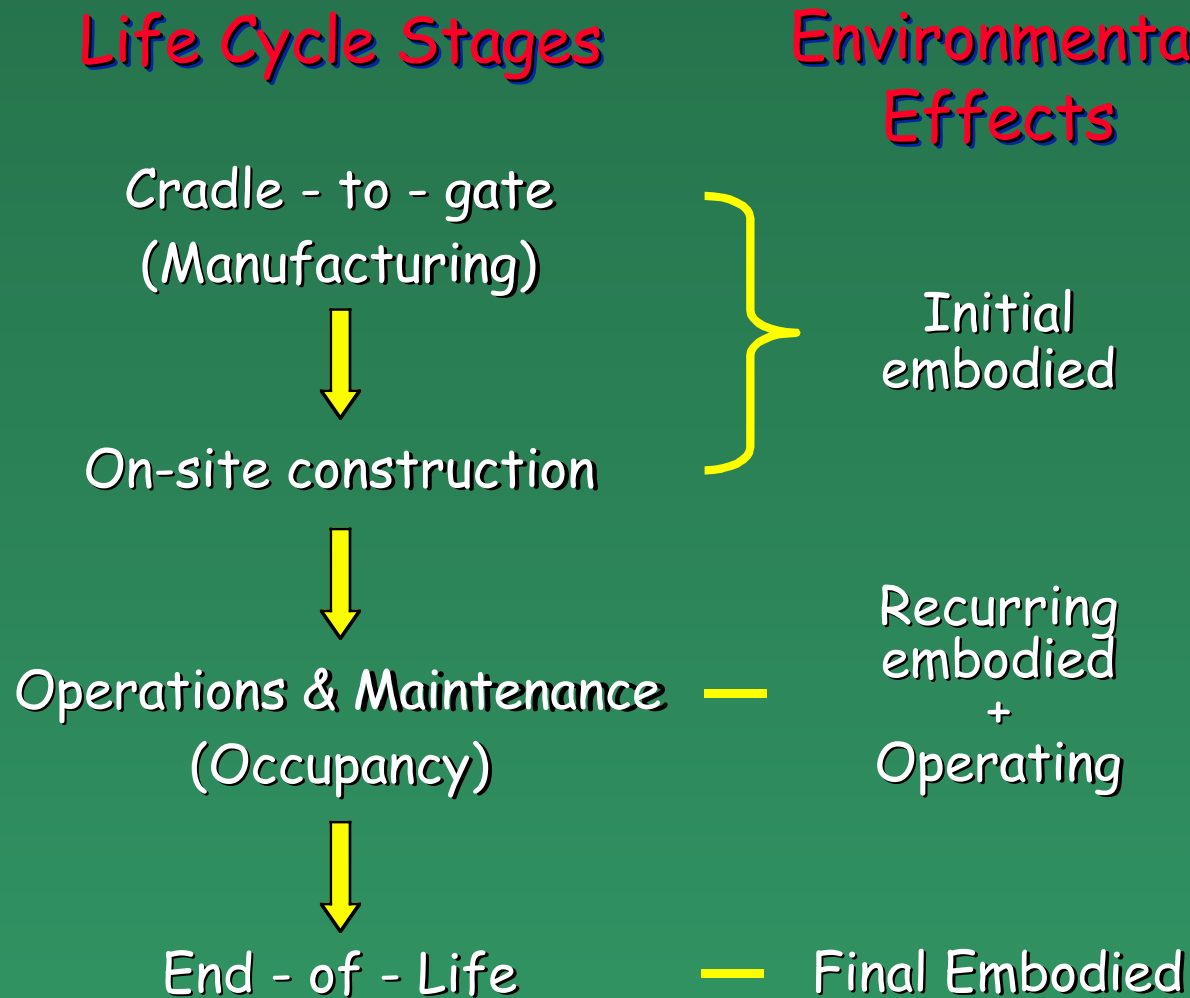 Life Cycle Stages
Environmenta
Effects
Cradle - to - gate
(Manufacturing)
Initial
embodied
On-site construction
Recurring
embodied
+
Operating
Operations & Maintenance
(Occupancy)
End - of - Life
Final Embodied